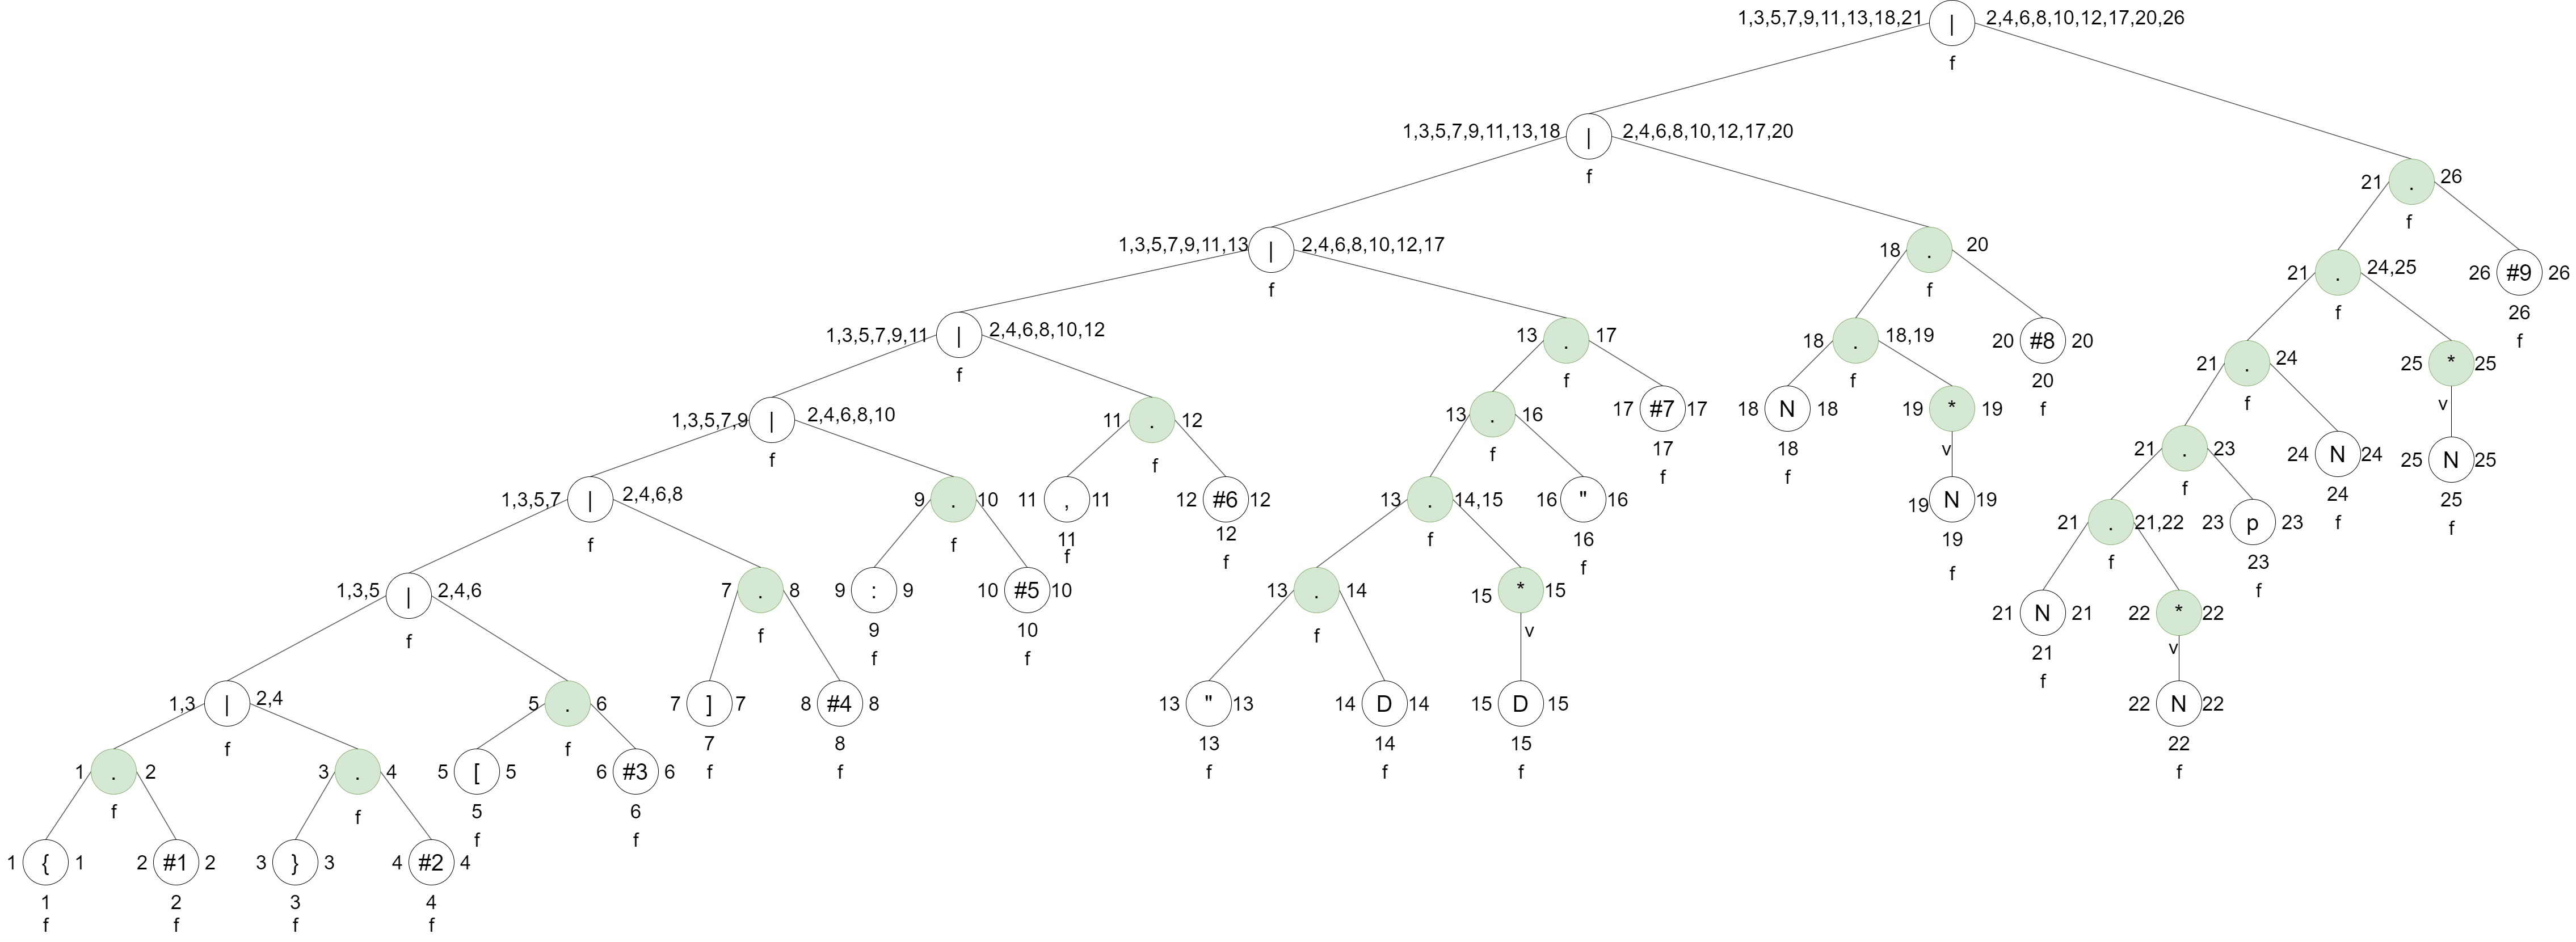 1,3,5,7,9,11,13,18,21 | 2,4,6,8,10,12,17,20,26
f
1,3,5,7,9,11,13,18 | 2,4,6,8,10,12,17,20
f
21 . 26
f
1,3,5,7,9,11,13 | 2,4,6,8,10,12,17
f
18 . 20
f
21 . 24,25
f
26 #9 26
26
f
1,3,5,7,9,11 | 2,4,6,8,10,12
f
13 . 17
f
18 . 18,19
f
20 #8 20
20
f
21 . 24
f
25 * 25
v
1,3,5,7,9 | 2,4,6,8,10
f
11 . 12
f
13 . 16
f
17 #7 17
17
f
18 N 18
18
f
19 * 19
v
21 . 23
f
24 N 24
24
f
25 N 25
25
f
1,3,5,7 | 2,4,6,8
f
9 . 10
f
11 , 11
11
f
12 #6 12
12
f
13 . 14,15
f
16 " 16
16
f
19 N 19
19
f
21 . 21,22
f
23 p 23
23
f
1,3,5 | 2,4,6
f
7 . 8
f
9 : 9
9
f
10 #5 10
10
f
13 . 14
f
15 * 15
v
21 N 21
21
f
22 * 22
v
1,3 | 2,4
f
5 . 6
f
7 ] 7
7
f
8 #4 8
8
f
13 " 13
13
f
14 D 14
14
f
15 D 15
15
f
22 N 22
22
f
1 . 2
f
3 . 4
f
5 [ 5
5
f
6 #3 6
6
f
1 { 1
1
f
2 #1 2
2
f
3 } 3
3
f
4 #2 4
4
f